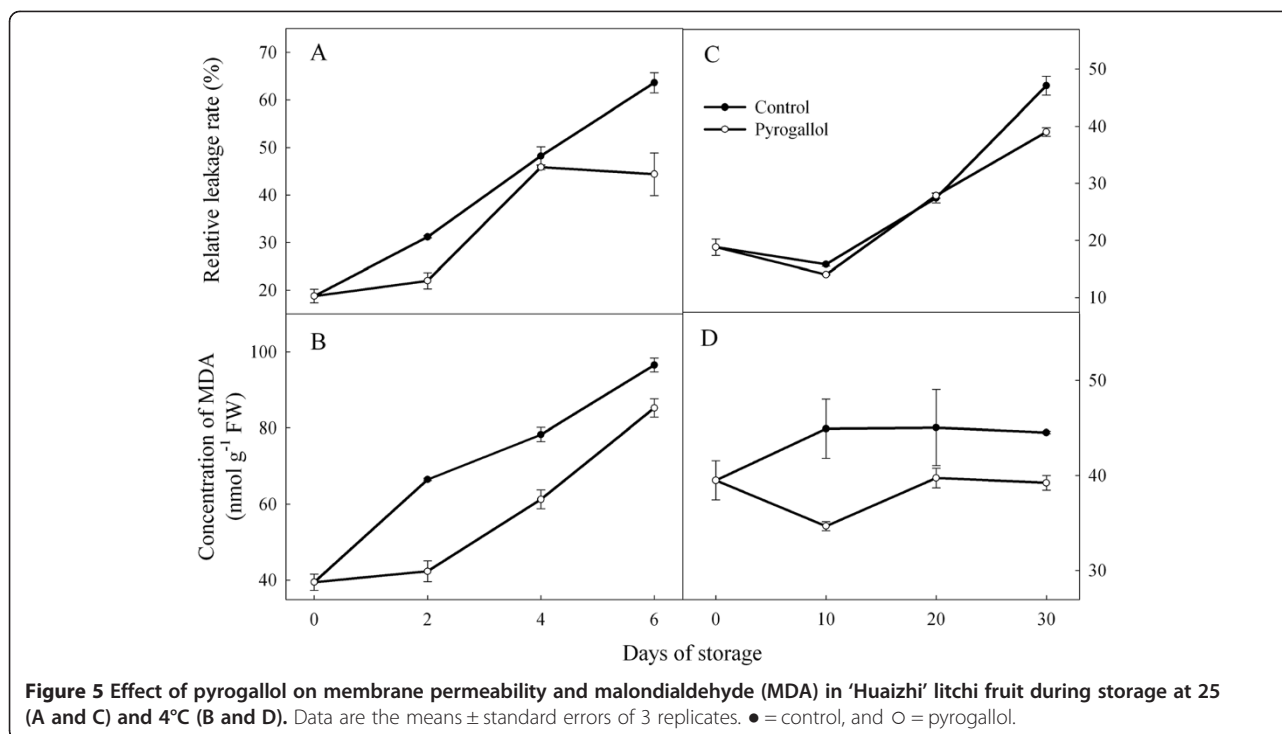 A
70
60
50
40
30
20
Relative leakage rate (%)
C
Control
Pyrogallol
50
40
30
20
10
B
100
80
60
40
Concentration of MDA
(nmol g-1 FW)
0
2
4
6
D
50
40
30
0
10
20
30
Days of storage
Figure 5 Effect of pyrogallol on membrane permeability and malondialdehyde (MDA) in ‘Huaizhi’ litchi fruit during storage at 25
(A and C) and 4°C (B and D). Data are the means ± standard errors of 3 replicates. ● = control, and ○ = pyrogallol.